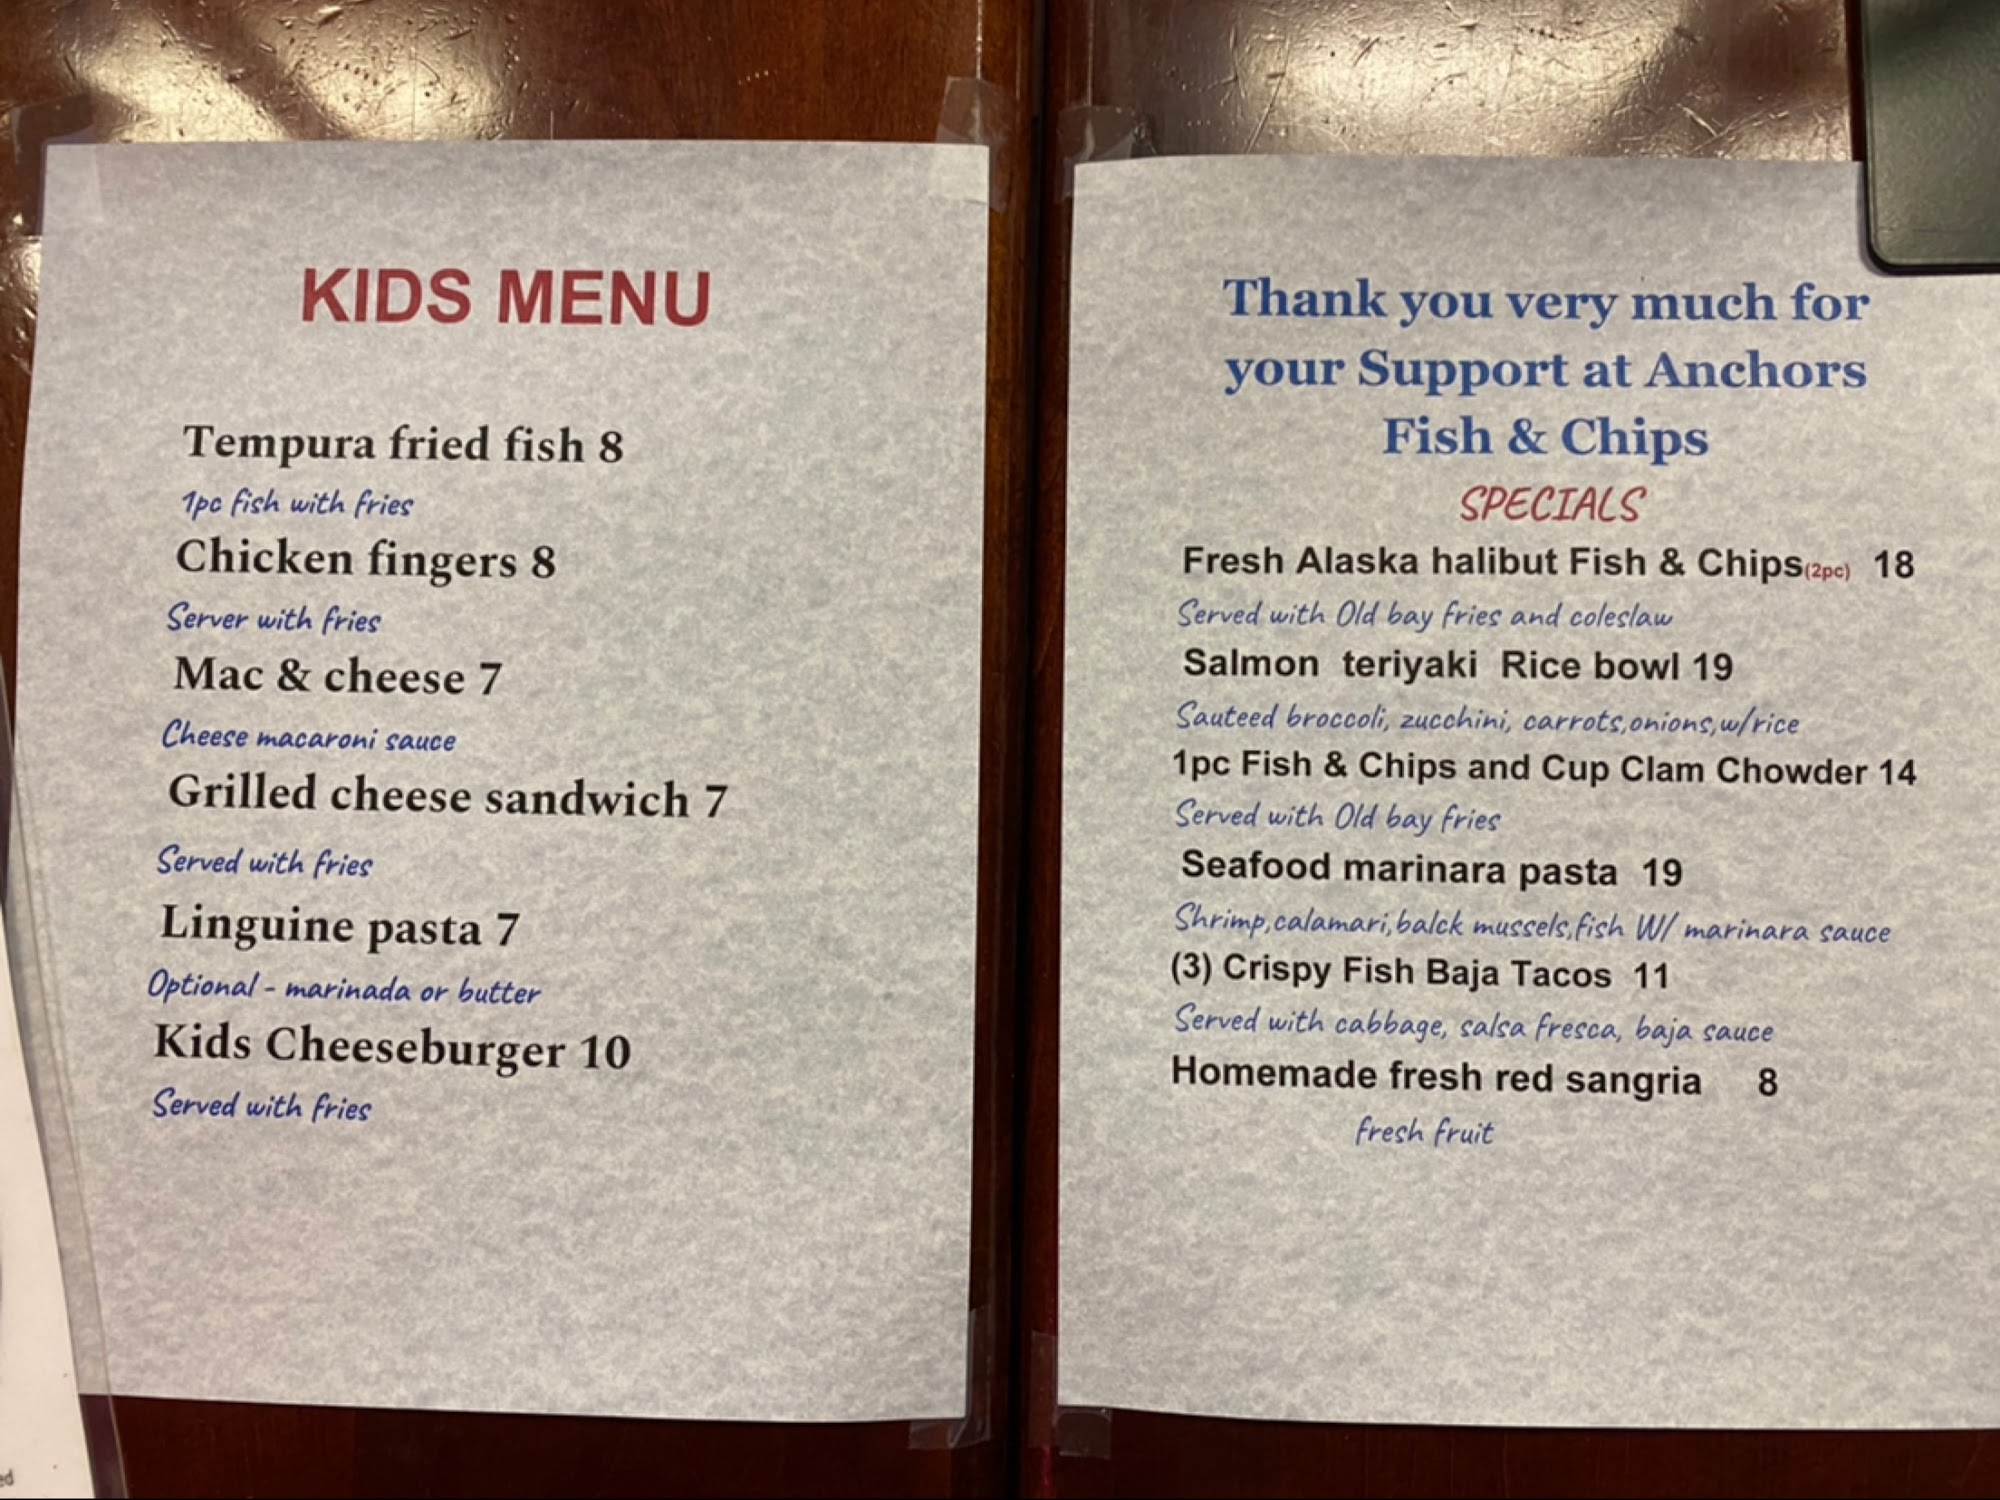 KIDS MENU
Tempura fried fish 8
1pc fish with fries
Chicken fingers 8
Server with fries
Mac & cheese 7
Cheese macaroni sauce
Grilled cheese sandwich 7
Served with fries
Linguine pasta 7
Optional - marinada or butter
Kids Cheeseburger 10
Served with fries
Thank you very much for
your Support at Anchors
Fish & Chips
SPECIALS
Fresh Alaska halibut Fish & Chips(2pc) 18
Served with Old bay fries and coleslaw
Salmon teriyaki Rice bowl 19
Sauteed broccoli, zucchini, carrots,onions,w/rice
1pc Fish & Chips and Cup Clam Chowder 14
Served with Old bay fries
Seafood marinara pasta 19
Shrimp,calamari,balck mussels,fish W/ marinara sauce
(3) Crispy Fish Baja Tacos 11
Served with cabbage, salsa fresca, baja sauce
Homemade fresh red sangria 8
fresh fruit